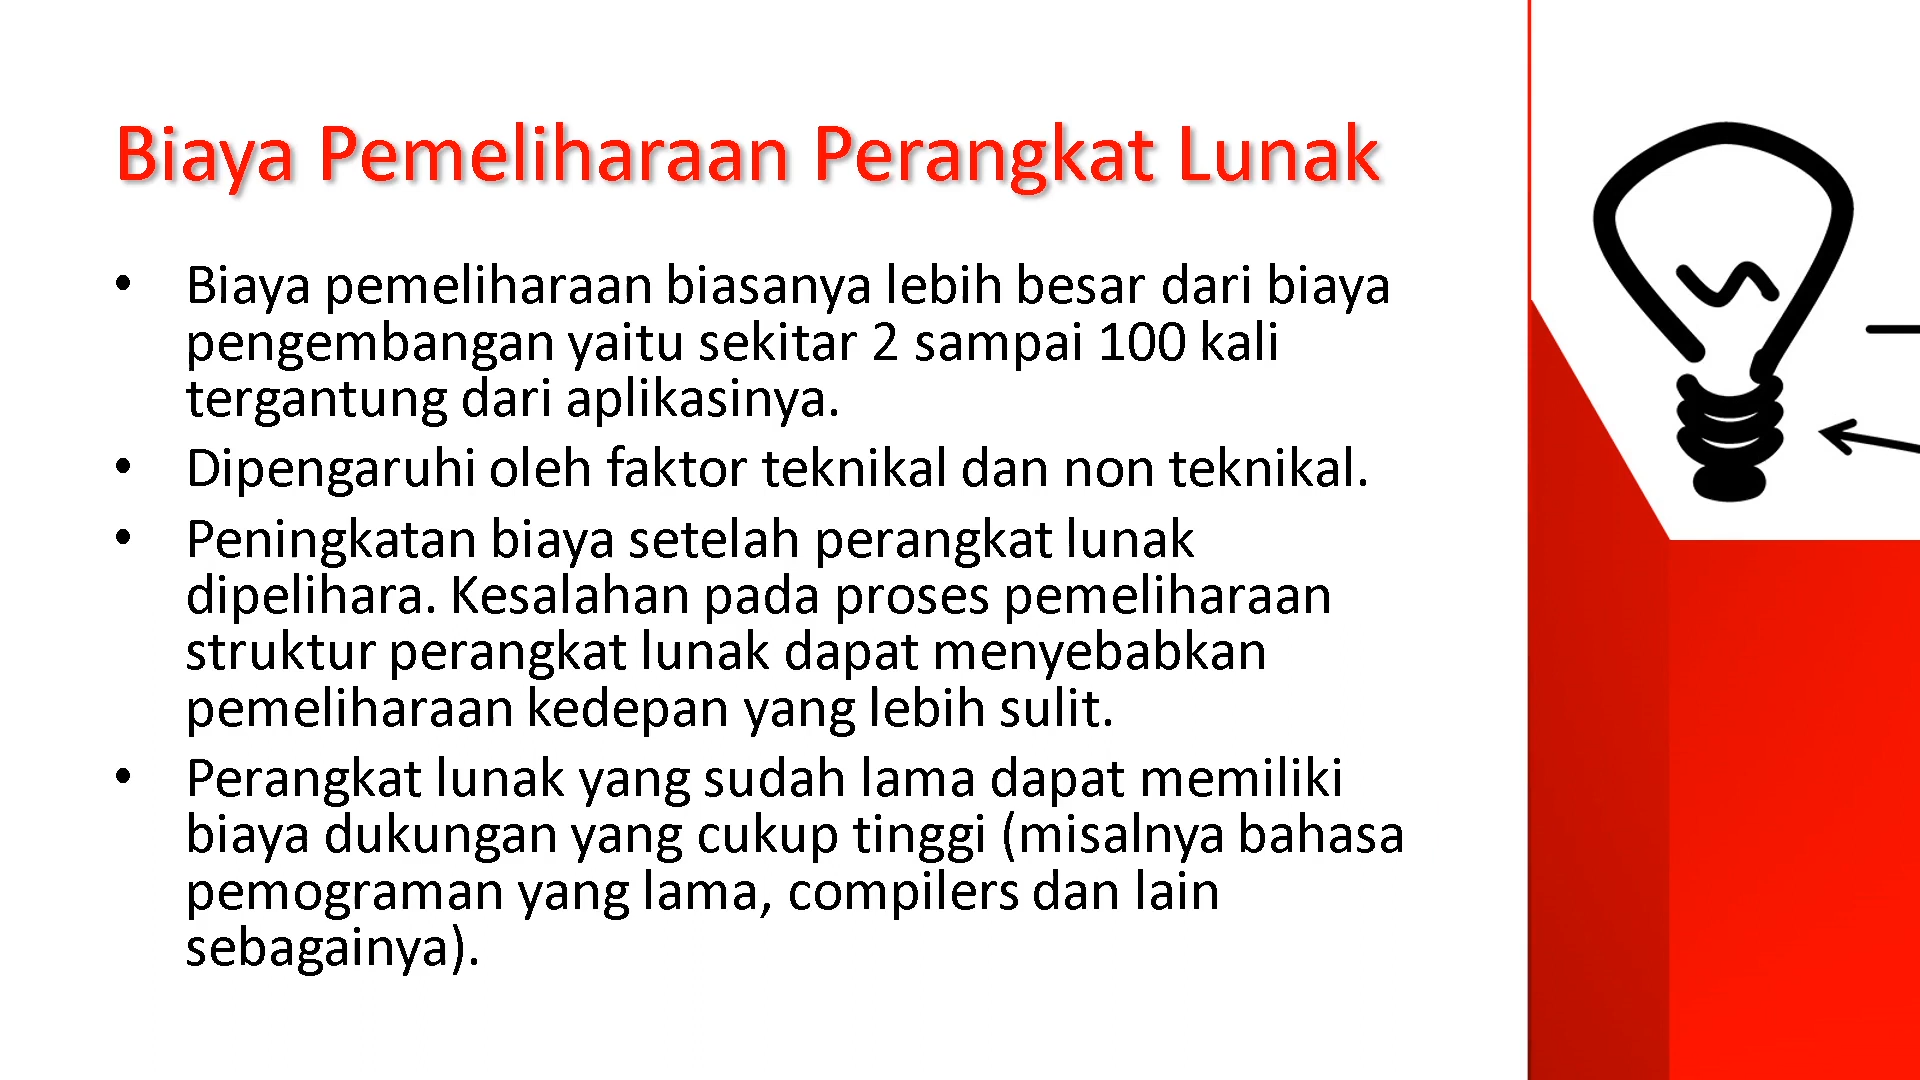 Biaya Pemeliharaan Perangkat Lunak
• Biaya pemeliharaan biasanya lebih besar dari biaya
pengembangan yaitu sekitar 2 sampai 100 kali
tergantung dari aplikasinya.
• Dipengaruhi oleh faktor teknikal dan non teknikal.
• Peningkatan biaya setelah perangkat lunak
dipelihara. Kesalahan pada proses pemeliharaan
struktur perangkat lunak dapat menyebabkan
pemeliharaan kedepan yang lebih sulit.
• Perangkat lunak yang sudah lama dapat memiliki
biaya dukungan yang cukup tinggi (misalnya bahasa
pemograman yang lama, compilers dan lain
sebagainya).